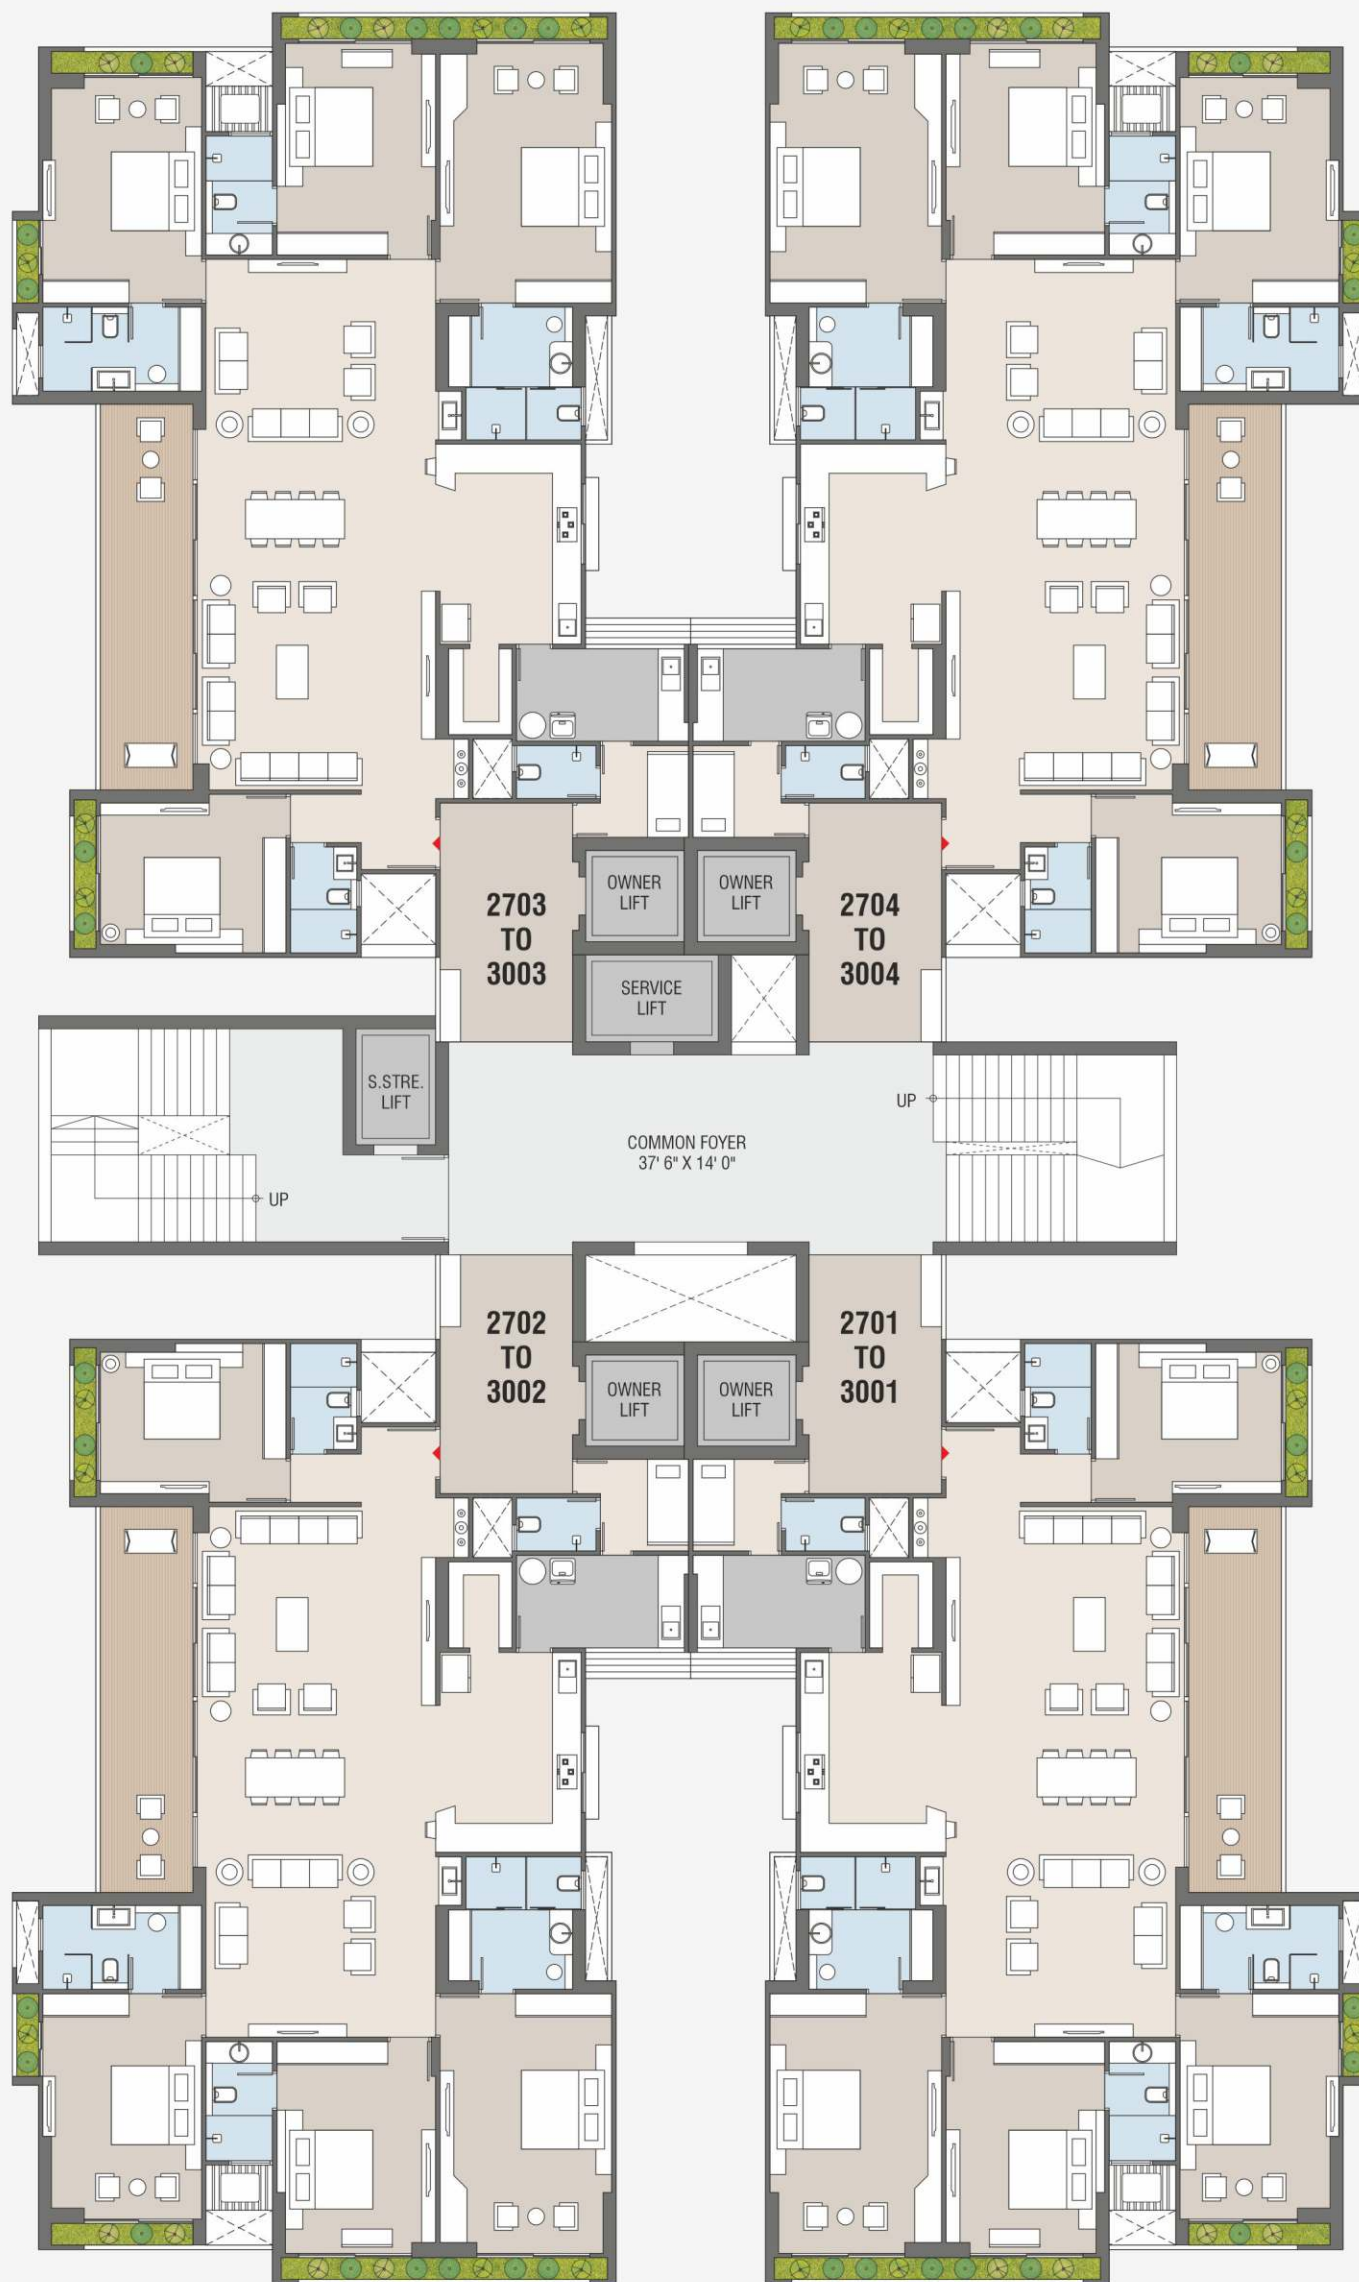 2703
TO
3003
OWNER
LIFT
OWNER
LIFT
2704
TO
3004
SERVICE
LIFT
S.STRE.
LIFT
UP
COMMON FOYER
37' 6" X 14' 0"
UP
2702
TO
3002
OWNER
LIFT
OWNER
LIFT
2701
TO
3001